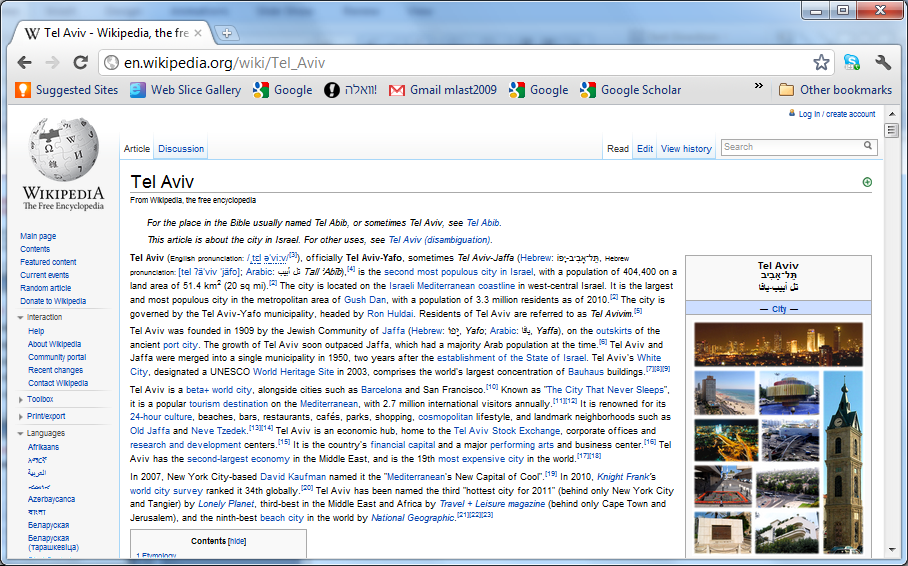 Tel Aviv - Wikipedia, the fre
en.wikipedia.org/wiki/Tel_Aviv
Suggested Sites Web Slice Gallery Google וואלה! Gmail mlast2009 Google Google Scholar » Other bookmarks
Log in / create account
Article Discussion Read Edit View history Search
WIKIPEDIA
The Free Encyclopedia
Main page
Contents
Featured content
Current events
Random article
Donate to Wikipedia
Interaction
Help
About Wikipedia
Community portal
Recent changes
Contact Wikipedia
Toolbox
Print/export
Languages
Afrikaans
አማርኛ
العربية
Azərbaycanca
বাংলা
Беларуская
Беларуская
(тарашкевіца)
Tel Aviv
From Wikipedia, the free encyclopedia
For the place in the Bible usually named Tel Abib, or sometimes Tel Aviv, see Tel Abib.
This article is about the city in Israel. For other uses, see Tel Aviv (disambiguation).
Tel Aviv (English pronunciation: /ˌtɛl əˈviːv/[3]), officially Tel Aviv-Yafo, sometimes Tel Aviv-Jaffa (Hebrew: תֵּל־אָבִיב-יָפוֹ, Hebrew
pronunciation: [tel ʔäˈviv ˈjäfo]; Arabic: تل أبيب Tall ʾAbīb),[4] is the second most populous city in Israel, with a population of 404,400 on a
land area of 51.4 km2 (20 sq mi).[2] The city is located on the Israeli Mediterranean coastline in west-central Israel. It is the largest
and most populous city in the metropolitan area of Gush Dan, with a population of 3.3 million residents as of 2010.[2] The city is
governed by the Tel Aviv-Yafo municipality, headed by Ron Huldai. Residents of Tel Aviv are referred to as Tel Avivim.[5]
Tel Aviv was founded in 1909 by the Jewish Community of Jaffa (Hebrew: יָפוֹ, Yafo; Arabic: يافا, Yaffa), on the outskirts of the
ancient port city. The growth of Tel Aviv soon outpaced Jaffa, which had a majority Arab population at the time.[6] Tel Aviv and
Jaffa were merged into a single municipality in 1950, two years after the establishment of the State of Israel. Tel Aviv's White
City, designated a UNESCO World Heritage Site in 2003, comprises the world's largest concentration of Bauhaus buildings.[7][8][9]
Tel Aviv is a beta+ world city, alongside cities such as Barcelona and San Francisco.[10] Known as "The City That Never Sleeps",
it is a popular tourism destination on the Mediterranean, with 2.7 million international visitors annually.[11][12] It is renowned for its
24-hour culture, beaches, bars, restaurants, cafés, parks, shopping, cosmopolitan lifestyle, and landmark neighborhoods such as
Old Jaffa and Neve Tzedek.[13][14] Tel Aviv is an economic hub, home to the Tel Aviv Stock Exchange, corporate offices and
research and development centers.[15] It is the country's financial capital and a major performing arts and business center.[16] Tel
Aviv has the second-largest economy in the Middle East, and is the 19th most expensive city in the world.[17][18]
In 2007, New York City-based David Kaufman named it the "Mediterranean's New Capital of Cool".[19] In 2010, Knight Frank's
world city survey ranked it 34th globally.[20] Tel Aviv has been named the third "hottest city for 2011" (behind only New York City
and Tangier) by Lonely Planet, third-best in the Middle East and Africa by Travel + Leisure magazine (behind only Cape Town and
Jerusalem), and the ninth-best beach city in the world by National Geographic.[21][22][23]
Contents [hide]
1 Etymology
Tel Aviv
תֵּל־אָבִיב
تل أبيب-يافا
— City —